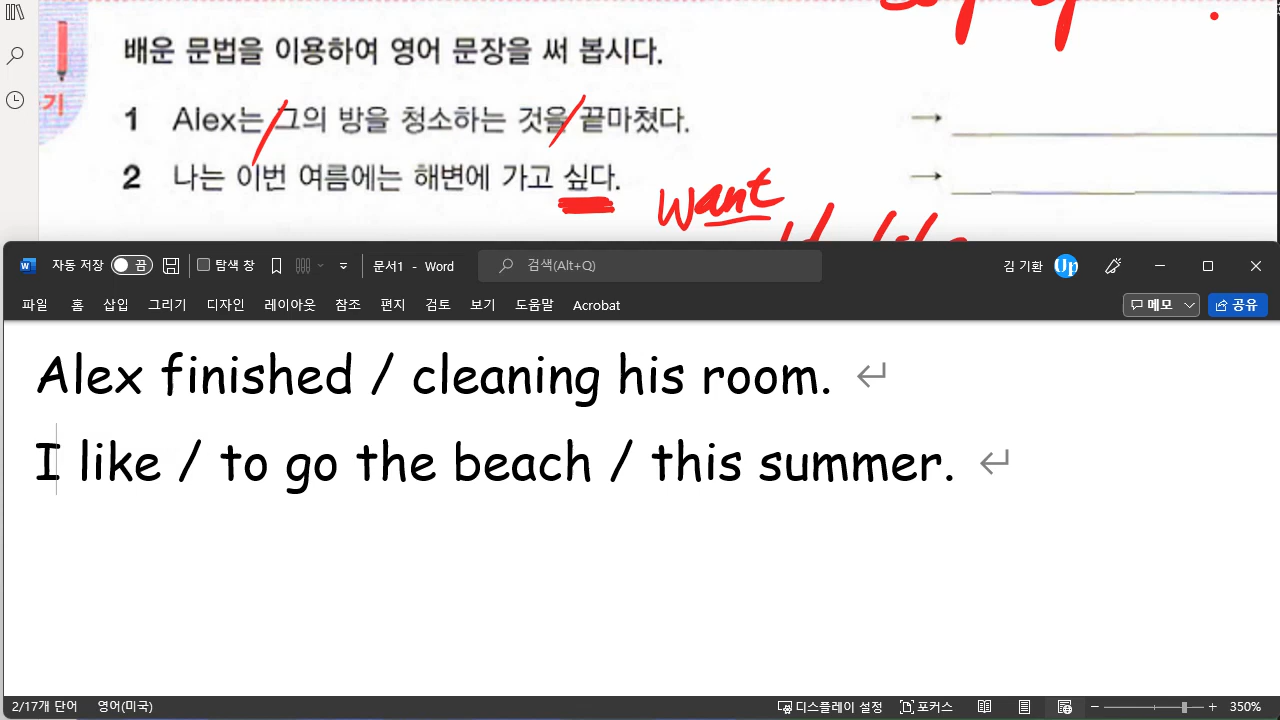 배운 문법을 이용하여 영어 문장을 써 봅시다.
기
1 Alex는 그의 방을 청소하는 것을 끝마쳤다. →
2 나는 이번 여름에는 해변에 가고 싶다. →
want
자동 저장 끔 탐색 창 문서1 - Word 검색(Alt+Q) 김 기환 Up
파일 홈 삽입 그리기 디자인 레이아웃 참조 편지 검토 보기 도움말 Acrobat 메모 공유
Alex finished / cleaning his room.
I like / to go the beach / this summer.
2/17개 단어 영어(미국) 디스플레이 설정 포커스 350%